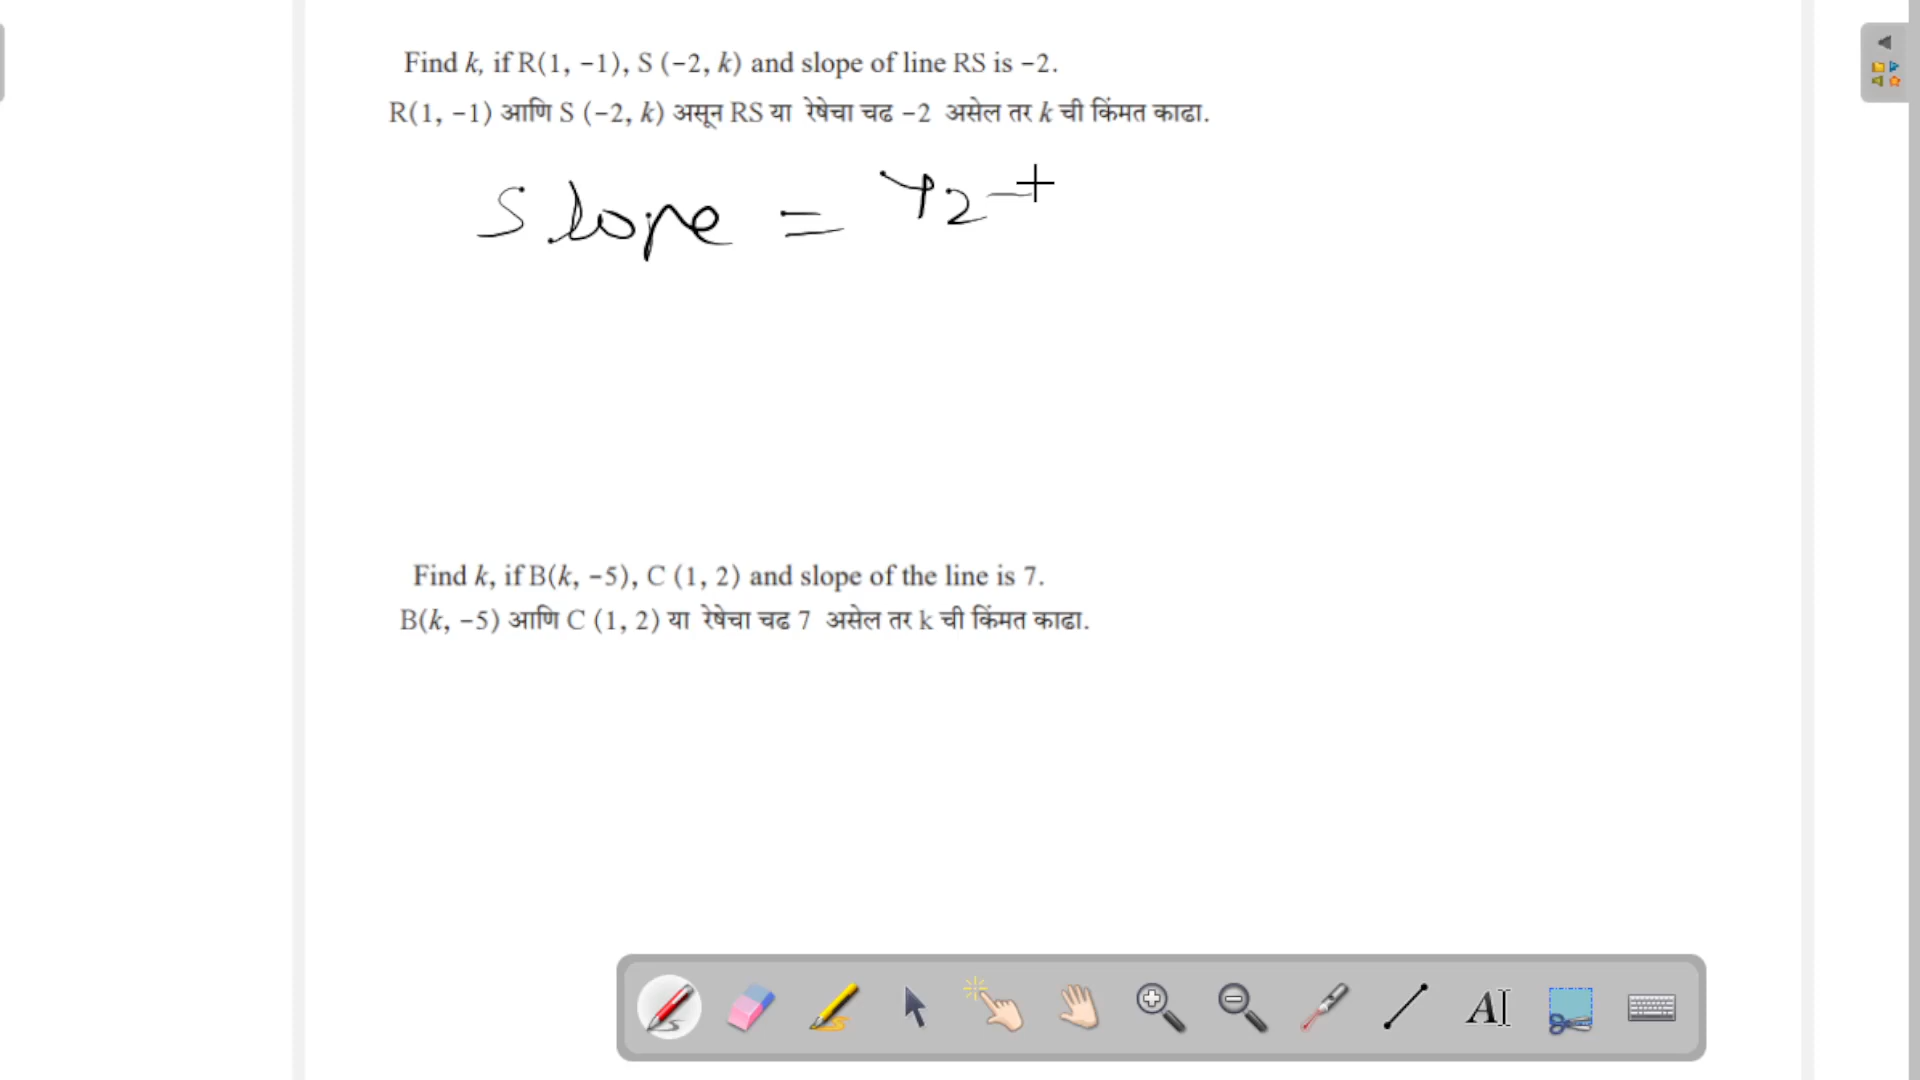 Find k, if R(1, −1), S (−2, k) and slope of line RS is −2.
R(1, −1) आणि S (−2, k) असून RS या रेषेचा चढ −2 असेल तर k ची किंमत काढा.
Slope = y2 −
Find k, if B(k, −5), C (1, 2) and slope of the line is 7.
B(k, −5) आणि C (1, 2) या रेषेचा चढ 7 असेल तर k ची किंमत काढा.